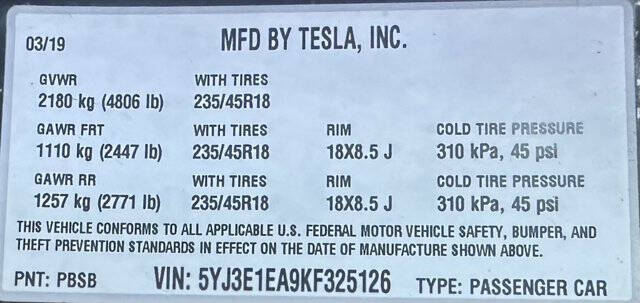 03/19 MFD BY TESLA, INC.
GVWR WITH TIRES
2180 kg (4806 lb) 235/45R18
GAWR FRT WITH TIRES RIM COLD TIRE PRESSURE
1110 kg (2447 lb) 235/45R18 18X8.5 J 310 kPa, 45 psi
GAWR RR WITH TIRES RIM COLD TIRE PRESSURE
1257 kg (2771 lb) 235/45R18 18X8.5 J 310 kPa, 45 psi
THIS VEHICLE CONFORMS TO ALL APPLICABLE U.S. FEDERAL MOTOR VEHICLE SAFETY, BUMPER, AND
THEFT PREVENTION STANDARDS IN EFFECT ON THE DATE OF MANUFACTURE SHOWN ABOVE.
PNT: PBSB VIN: 5YJ3E1EA9KF325126 TYPE: PASSENGER CAR